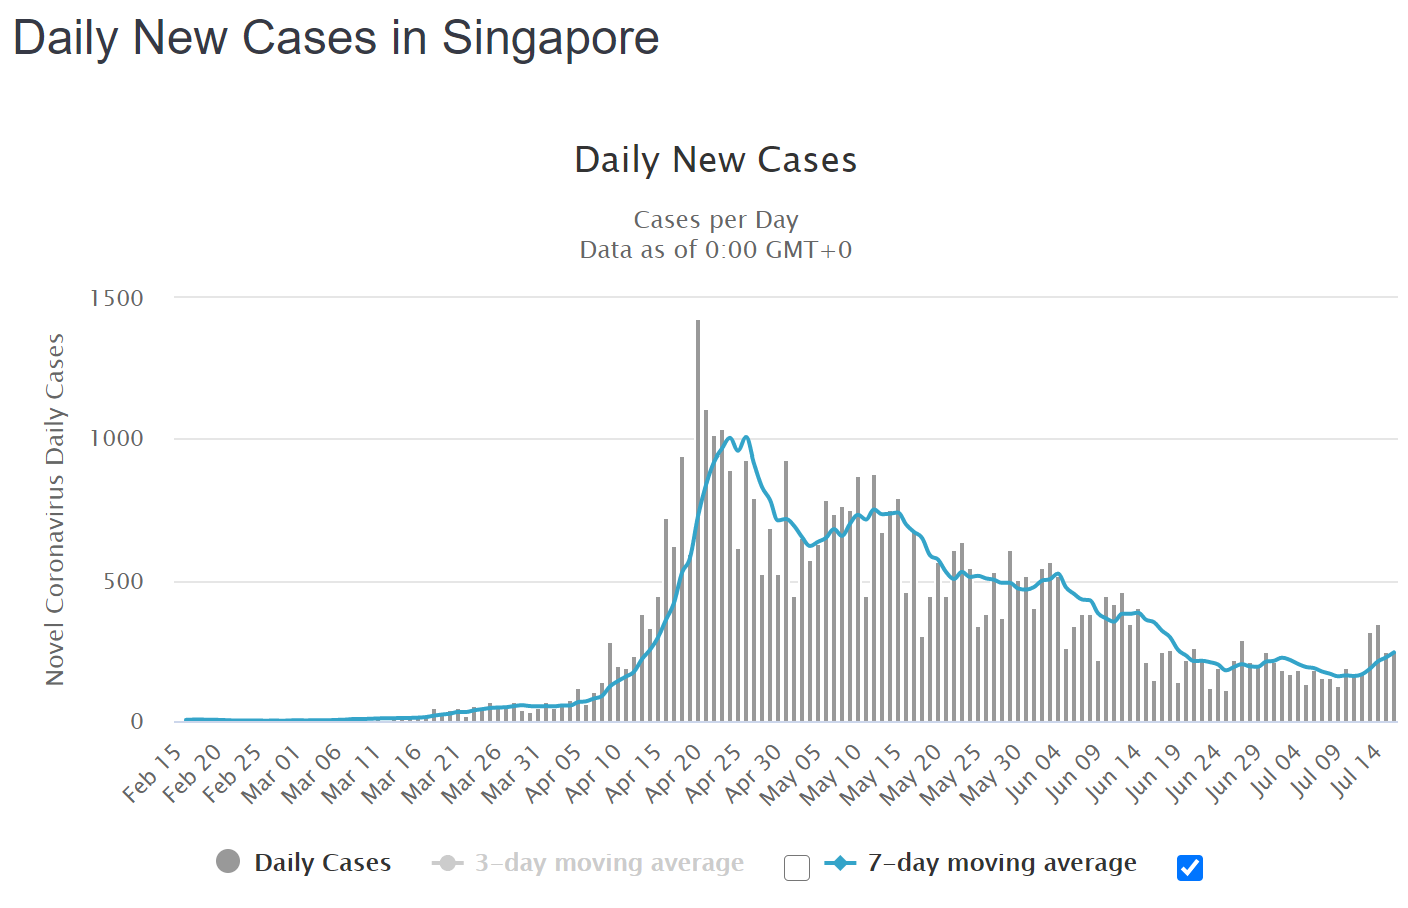 Daily New Cases in Singapore
Daily New Cases
Cases per Day
Data as of 0:00 GMT+0
Novel Coronavirus Daily Cases
1500
1000
500
0
Feb 15 Feb 20 Feb 25 Mar 01 Mar 06 Mar 11 Mar 16 Mar 21 Mar 26 Mar 31 Apr 05 Apr 10 Apr 15 Apr 20 Apr 25 Apr 30 May 05 May 10 May 15 May 20 May 25 May 30 Jun 04 Jun 09 Jun 14 Jun 19 Jun 24 Jun 29 Jul 04 Jul 09 Jul 14
Daily Cases 3-day moving average 7-day moving average